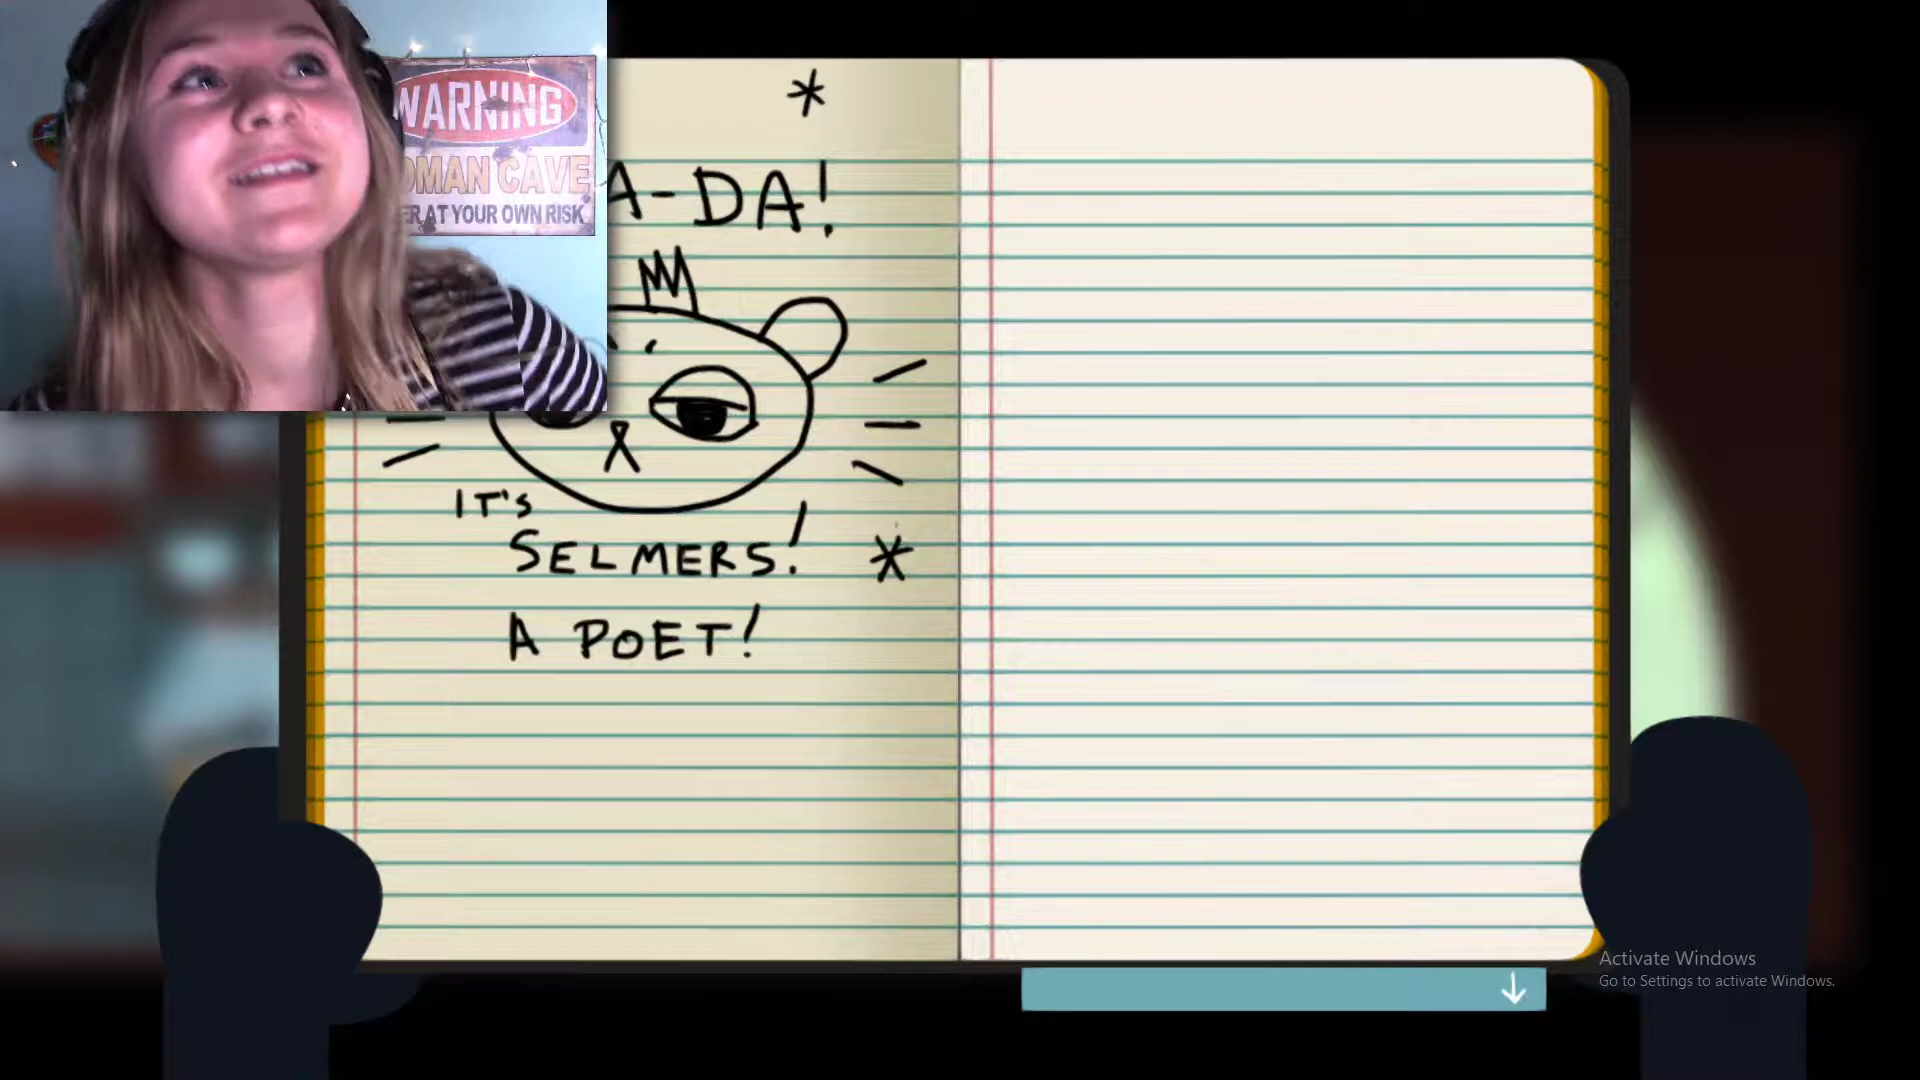 WARNING
OMAN CAVE
ER AT YOUR OWN RISK
A-DA!
IT'S
SELMERS!
A POET!
Activate Windows
Go to Settings to activate Windows.